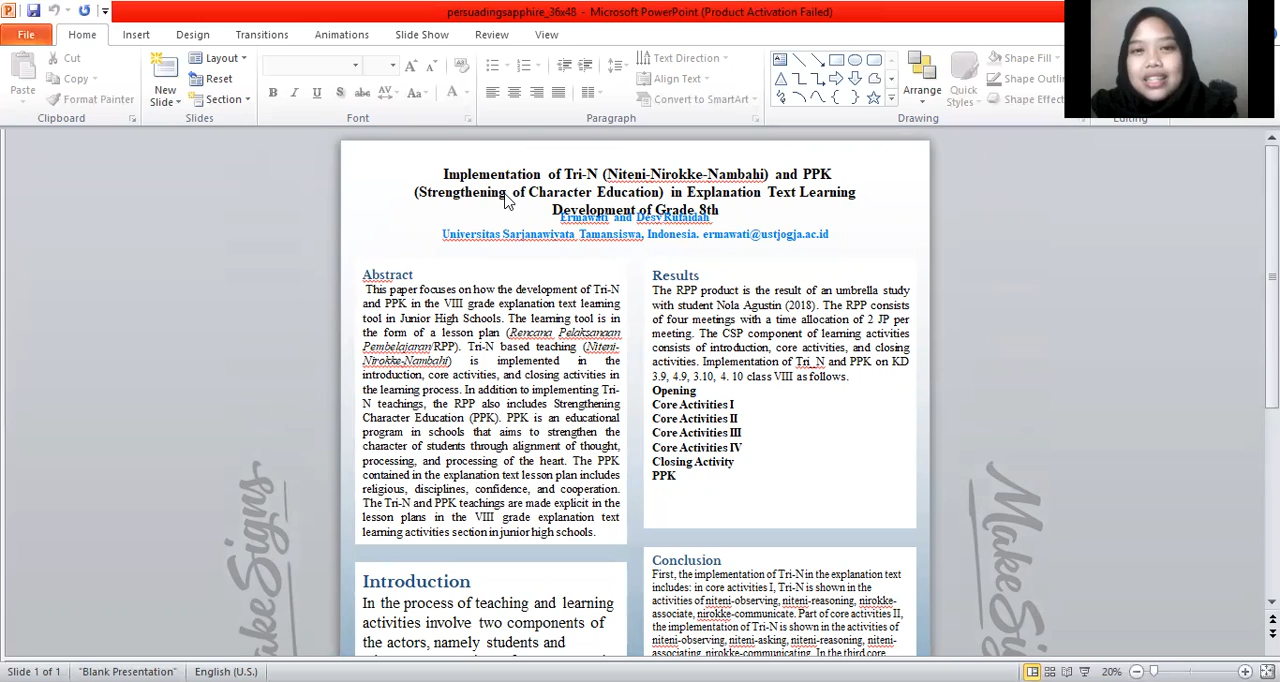 persuadingsapphire_36x48 - Microsoft PowerPoint (Product Activation Failed)
File Home Insert Design Transitions Animations Slide Show Review View
Paste
Cut
Copy
Format Painter
Clipboard
New
Slide
Layout
Reset
Section
Slides
Font
Text Direction
Align Text
Convert to SmartArt
Paragraph
Arrange
Quick
Styles
Shape Fill
Shape Outli
Shape Effect
Drawing
Implementation of Tri-N (Niteni-Nirokke-Nambahi) and PPK
(Strengthening of Character Education) in Explanation Text Learning
Development of Grade 8th
Ermawati and Desy Rufaidah
Universitas Sarjanawiyata Tamansiswa, Indonesia. ermawati@ustjogja.ac.id
Abstract
This paper focuses on how the development of Tri-N
and PPK in the VIII grade explanation text learning
tool in Junior High Schools. The learning tool is in
the form of a lesson plan (Rencana Pelaksanaan
Pembelajaran/RPP). Tri-N based teaching (Niteni-
Nirokke-Nambahi) is implemented in the
introduction, core activities, and closing activities in
the learning process. In addition to implementing Tri-
N teachings, the RPP also includes Strengthening
Character Education (PPK). PPK is an educational
program in schools that aims to strengthen the
character of students through alignment of thought,
processing, and processing of the heart. The PPK
contained in the explanation text lesson plan includes
religious, disciplines, confidence, and cooperation.
The Tri-N and PPK teachings are made explicit in the
lesson plans in the VIII grade explanation text
learning activities section in junior high schools.
Introduction
In the process of teaching and learning
activities involve two components of
the actors, namely students and
Results
The RPP product is the result of an umbrella study
with student Nola Agustin (2018). The RPP consists
of four meetings with a time allocation of 2 JP per
meeting. The CSP component of learning activities
consists of introduction, core activities, and closing
activities. Implementation of Tri_N and PPK on KD
3.9, 4.9, 3.10, 4. 10 class VIII as follows.
Opening
Core Activities I
Core Activities II
Core Activities III
Core Activities IV
Closing Activity
PPK
Conclusion
First, the implementation of Tri-N in the explanation text
includes: in core activities I, Tri-N is shown in the
activities of niteni-observing, niteni-reasoning, nirokke-
associate, nirokke-communicate. Part of core activities II,
the implementation of Tri-N is shown in the activities of
niteni-observing, niteni-asking, niteni-reasoning, niteni-
associating, nirokke-communicating. In the third core
MakeSigns
MakeSigns
Slide 1 of 1 "Blank Presentation" English (U.S.) 20%